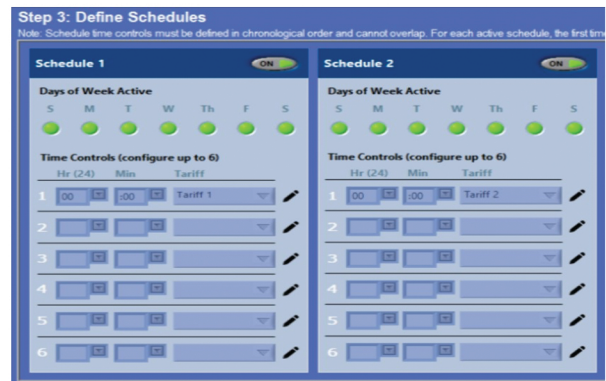 Step 3: Define Schedules
Note: Schedule time controls must be defined in chronological order and cannot overlap. For each active schedule, the first time
Schedule 1 ON
Days of Week Active
S M T W Th F S
Time Controls (configure up to 6)
Hr (24) Min Tariff
1 00 :00 Tariff 1
2
3
4
5
6
Schedule 2 ON
Days of Week Active
S M T W Th F S
Time Controls (configure up to 6)
Hr (24) Min Tariff
1 00 :00 Tariff 2
2
3
4
5
6